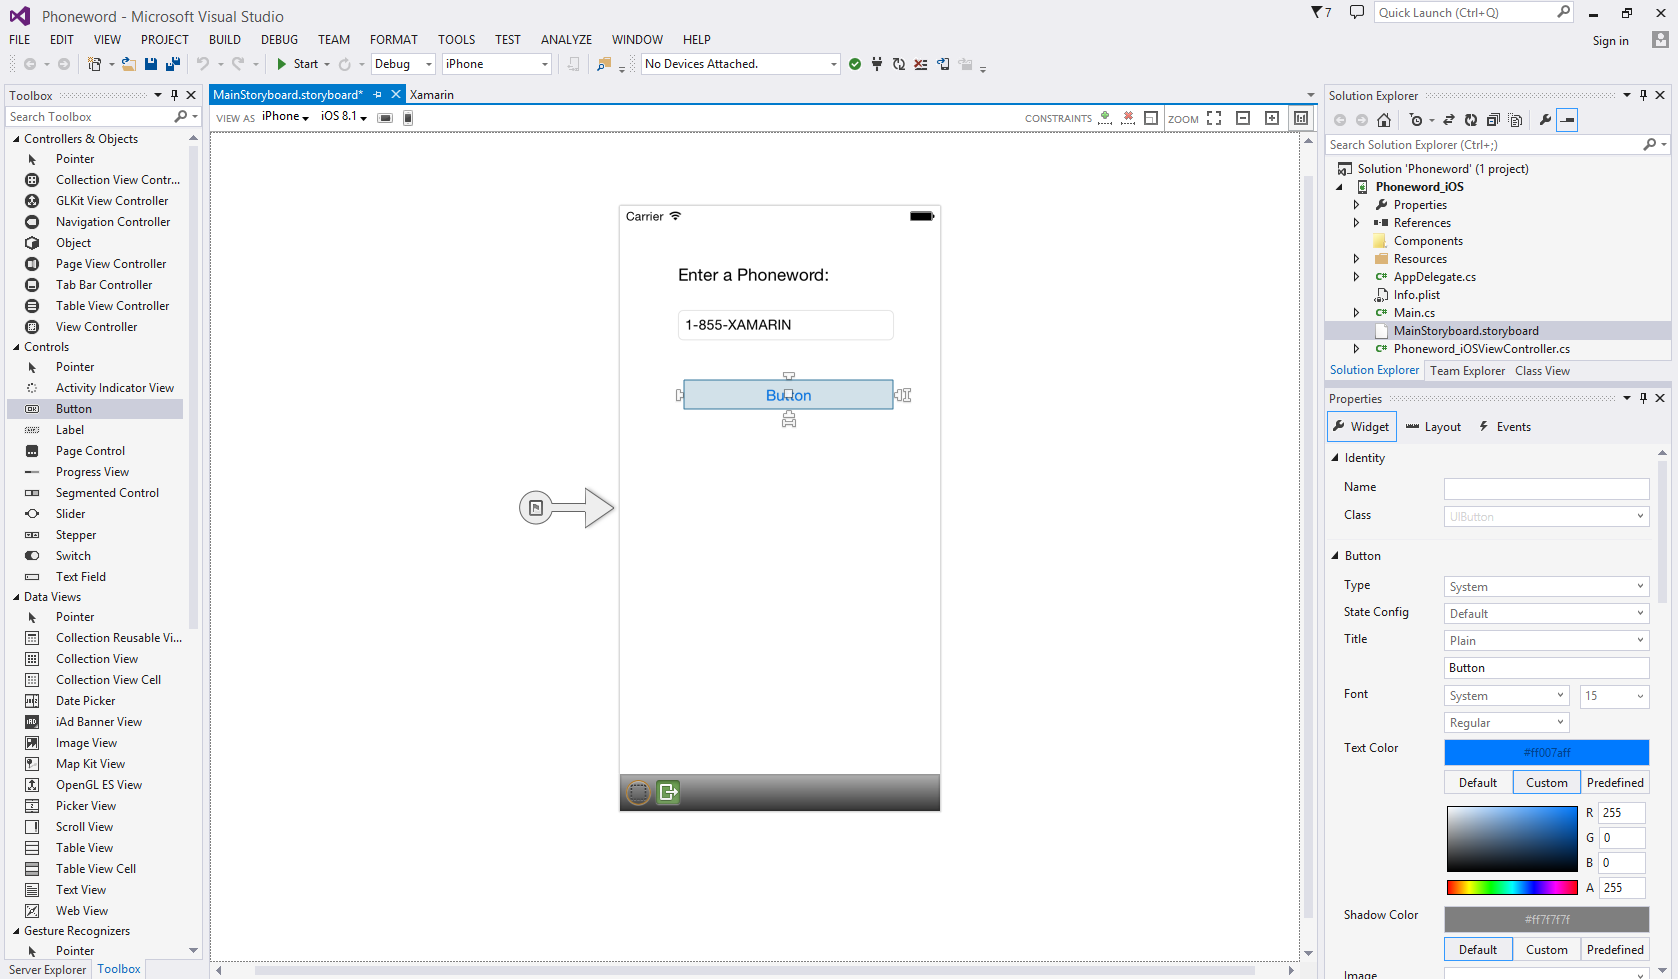 Phoneword - Microsoft Visual Studio
7
Quick Launch (Ctrl+Q)
FILE EDIT VIEW PROJECT BUILD DEBUG TEAM FORMAT TOOLS TEST ANALYZE WINDOW HELP
Sign in
Start Debug iPhone No Devices Attached.
Toolbox
Search Toolbox
Controllers & Objects
Pointer
Collection View Contr...
GLKit View Controller
Navigation Controller
Object
Page View Controller
Tab Bar Controller
Table View Controller
View Controller
Controls
Pointer
Activity Indicator View
Button
Label
Page Control
Progress View
Segmented Control
Slider
Stepper
Switch
Text Field
Data Views
Pointer
Collection Reusable Vi...
Collection View
Collection View Cell
Date Picker
iAd Banner View
Image View
Map Kit View
OpenGL ES View
Picker View
Scroll View
Table View
Table View Cell
Text View
Web View
Gesture Recognizers
Pointer
Server Explorer Toolbox
MainStoryboard.storyboard* Xamarin
VIEW AS iPhone iOS 8.1
CONSTRAINTS ZOOM
Carrier
Enter a Phoneword:
1-855-XAMARIN
Button
Solution Explorer
Search Solution Explorer (Ctrl+;)
Solution 'Phoneword' (1 project)
Phoneword_iOS
Properties
References
Components
Resources
C# AppDelegate.cs
Info.plist
C# Main.cs
MainStoryboard.storyboard
C# Phoneword_iOSViewController.cs
Solution Explorer Team Explorer Class View
Properties
Widget Layout Events
Identity
Name
Class UIButton
Button
Type System
State Config Default
Title Plain
Button
Font System 15
Regular
Text Color #ff007aff
Default Custom Predefined
R 255
G 0
B 0
A 255
Shadow Color #ff7f7f7f
Default Custom Predefined
Image